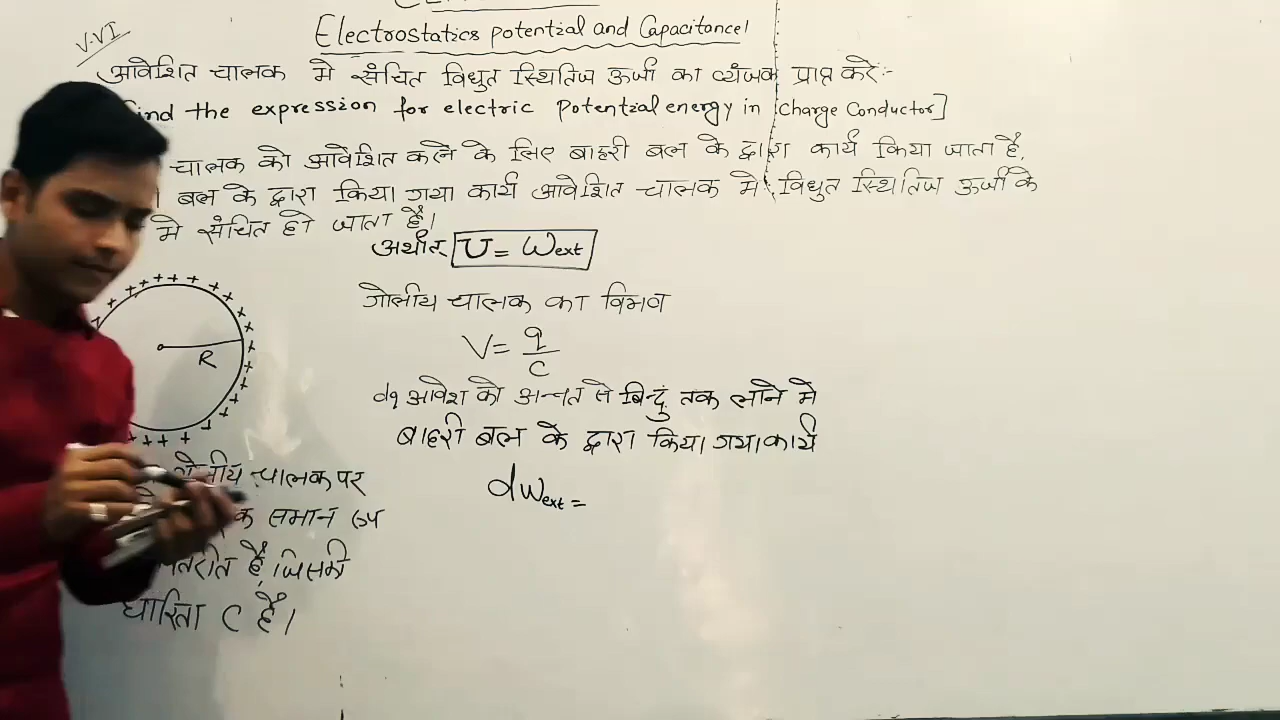 V.V.I
Electrostatics potential and Capacitance
आवेशित चालक मे संचित विधुत स्थितिज ऊर्जा का व्यंजक प्राप्त करे:-
ind the expression for electric Potential energy in [Charge Conductor]
चालक को आवेशित करने के लिए बाहरी बल के द्वारा कार्य किया जाता है,
बल के द्वारा किया गया कार्य आवेशित चालक मे विधुत स्थितिज ऊर्जा के
मे संचित हो जाता है।
अर्थात् U = Wext
गोलीय चालक का विभव
V = q/c
R
dq आवेश को अनन्त से बिन्दु तक लाने मे
बाहरी बल के द्वारा किया गया कार्य
dwext =
चालक पर
समान रूप
है, जिसकी
धारिता C है।